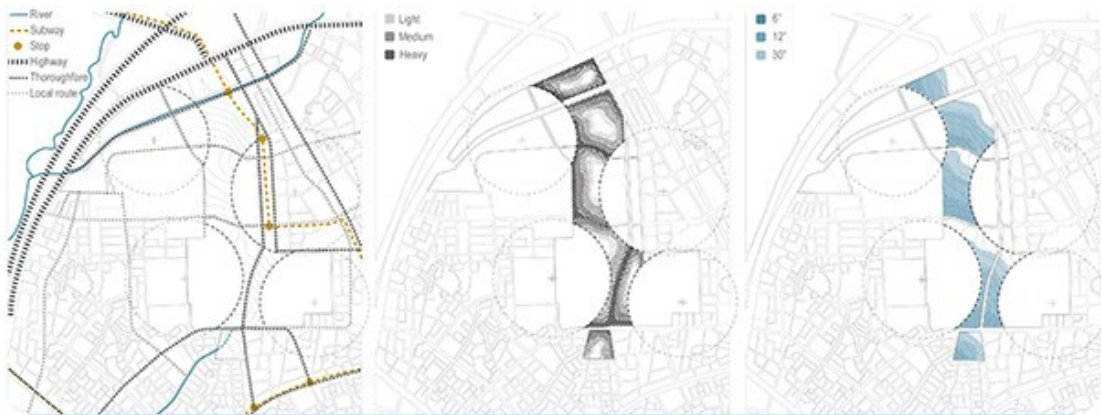 River
Subway
Stop
Highway
Thoroughfare
Local route
Light
Medium
Heavy
6"
12"
30"